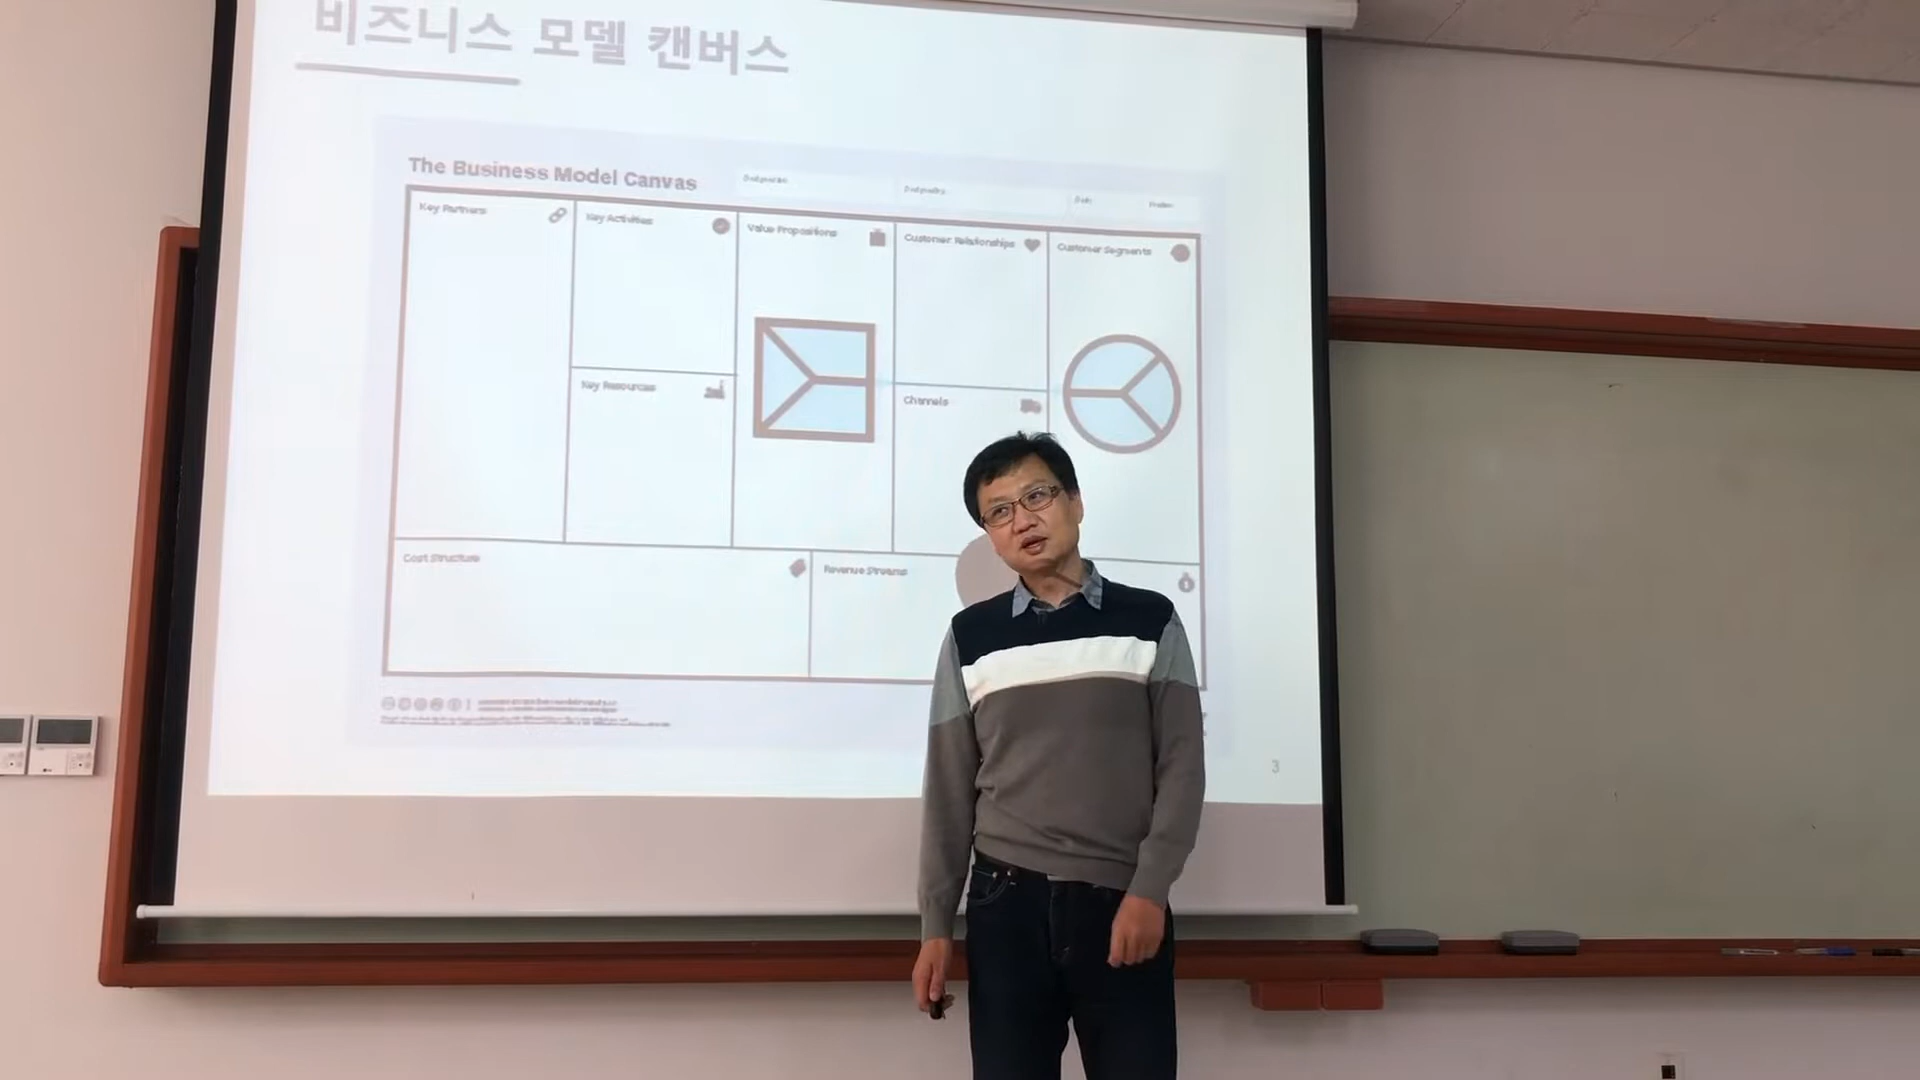 비즈니스 모델 캔버스
The Business Model Canvas
Key Partners
Key Activities
Value Propositions
Customer Relationships
Customer Segments
Key Resources
Channels
Cost Structure
Revenue Streams
3